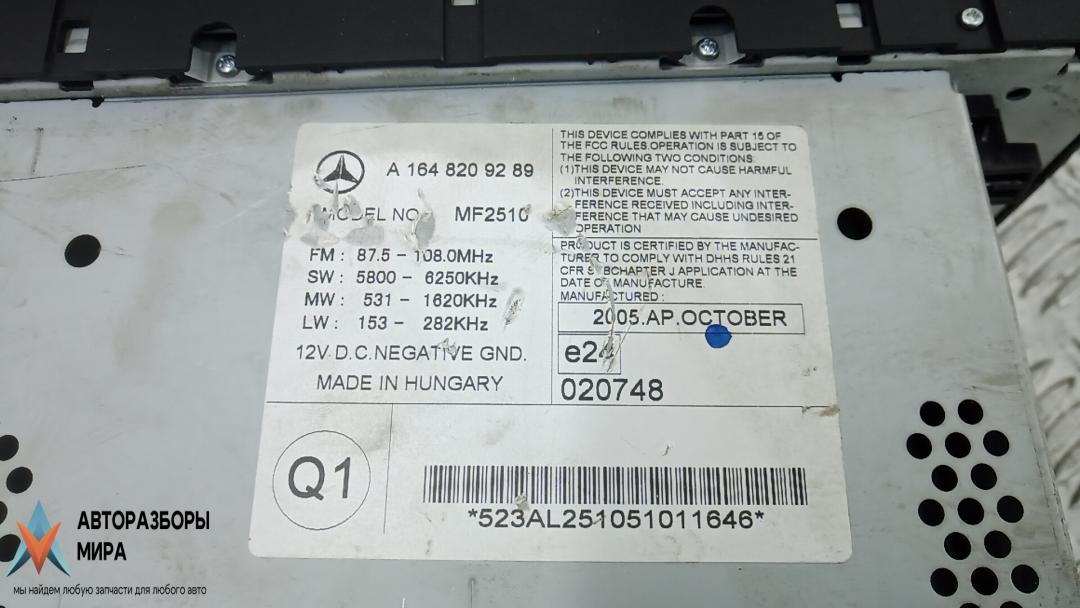 A 164 820 92 89
MODEL NO. MF2510
FM : 87.5 - 108.0MHz
SW : 5800 - 6250KHz
MW : 531 - 1620KHz
LW : 153 - 282KHz
12V D.C.NEGATIVE GND.
MADE IN HUNGARY
THIS DEVICE COMPLIES WITH PART 15 OF
THE FCC RULES.OPERATION IS SUBJECT TO
THE FOLLOWING TWO CONDITIONS:
(1)THIS DEVICE MAY NOT CAUSE HARMFUL
INTERFERENCE.
(2)THIS DEVICE MUST ACCEPT ANY INTER-
FERENCE RECEIVED INCLUDING INTER-
FERENCE THAT MAY CAUSE UNDESIRED
OPERATION
PRODUCT IS CERTIFIED BY THE MANUFAC-
TURER TO COMPLY WITH DHHS RULES 21
CFR SUBCHAPTER J APPLICATION AT THE
DATE OF MANUFACTURE.
MANUFACTURED :
2005.AP.OCTOBER
e24
020748
Q1
*523AL251051011646*
АВТОРАЗБОРЫ
МИРА
мы найдем любую запчасти для любого авто